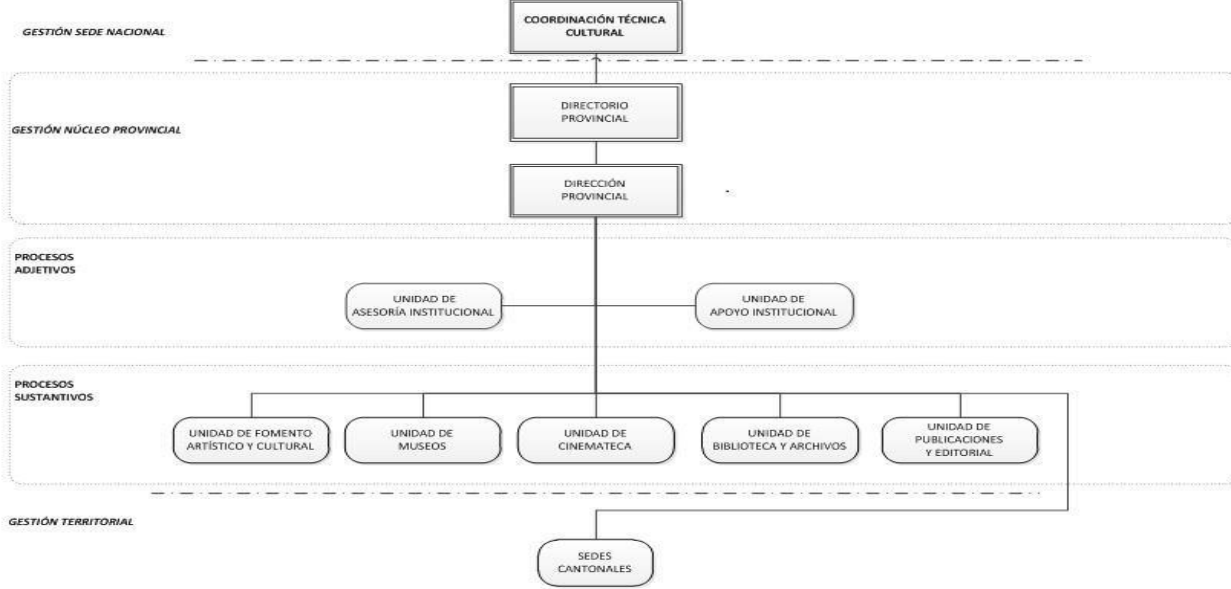 COORDINACIÓN TÉCNICA
CULTURAL
GESTIÓN SEDE NACIONAL
DIRECTORIO
PROVINCIAL
GESTIÓN NÚCLEO PROVINCIAL
DIRECCIÓN
PROVINCIAL
PROCESOS
ADJETIVOS
UNIDAD DE
ASESORÍA INSTITUCIONAL
UNIDAD DE
APOYO INSTITUCIONAL
PROCESOS
SUSTANTIVOS
UNIDAD DE FOMENTO
ARTÍSTICO Y CULTURAL
UNIDAD DE
MUSEOS
UNIDAD DE
CINEMATECA
UNIDAD DE
BIBLIOTECA Y ARCHIVOS
UNIDAD DE
PUBLICACIONES
Y EDITORIAL
GESTIÓN TERRITORIAL
SEDES
CANTONALES